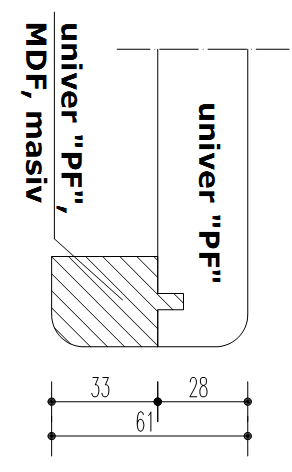 univer "PF",
MDF, masiv
univer "PF"
33
28
61